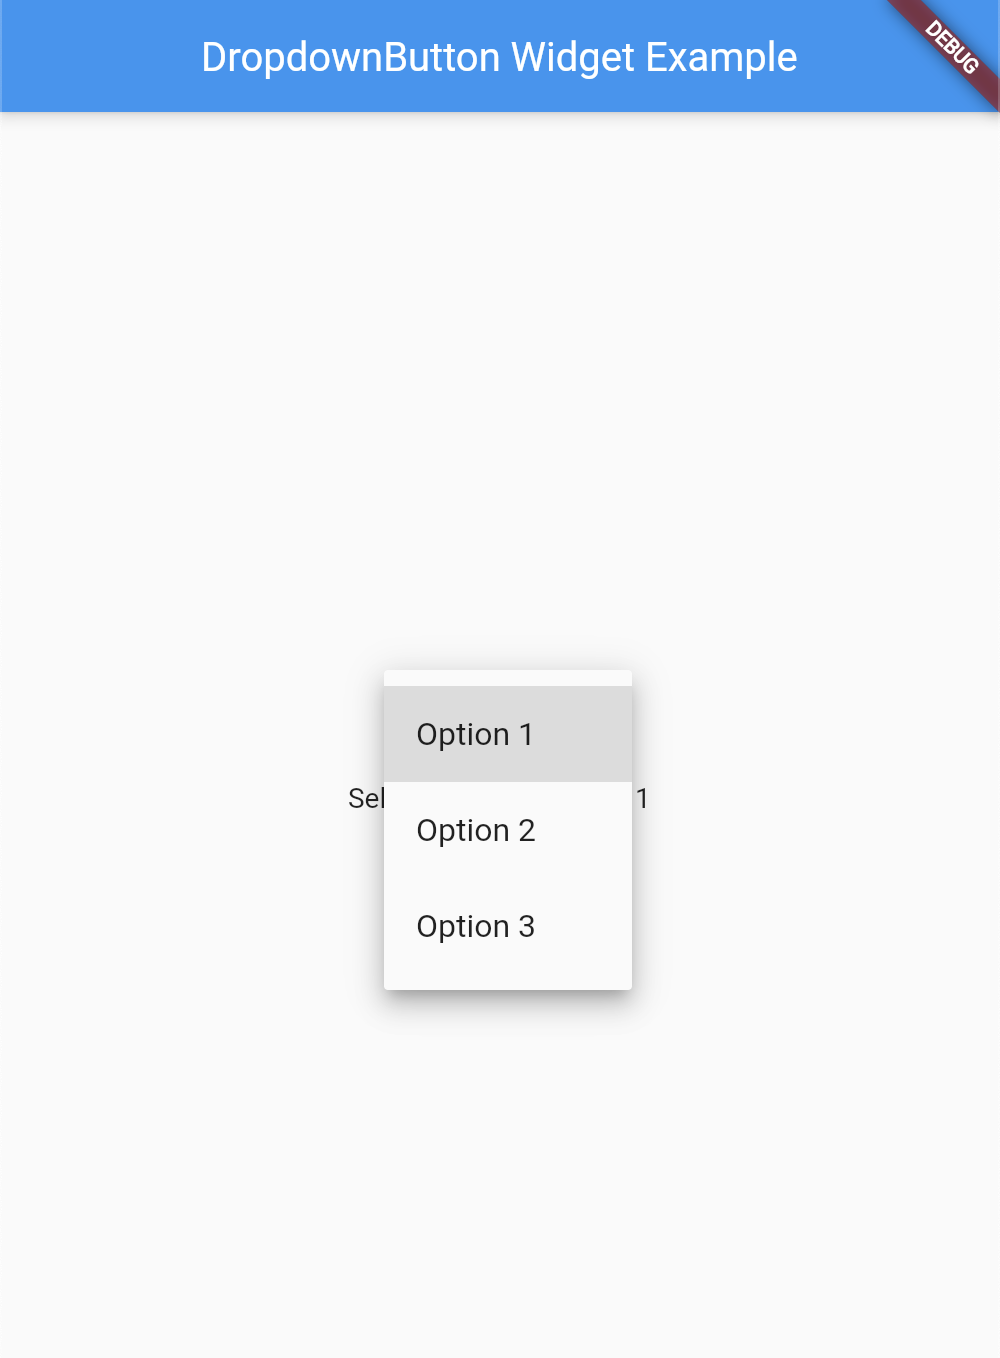 DropdownButton Widget Example
DEBUG
Option 1
Sel 1
Option 2
Option 3